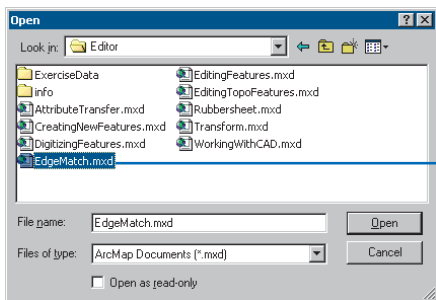 Open
Look in: Editor
ExerciseData
info
AttributeTransfer.mxd
CreatingNewFeatures.mxd
DigitizingFeatures.mxd
EdgeMatch.mxd
EditingFeatures.mxd
EditingTopoFeatures.mxd
Rubbersheet.mxd
Transform.mxd
WorkingWithCAD.mxd
File name: EdgeMatch.mxd Open
Files of type: ArcMap Documents (*.mxd) Cancel
Open as read-only